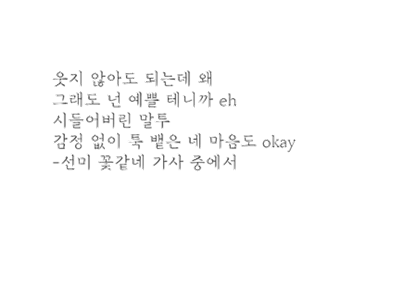 웃지 않아도 되는데 왜
그래도 넌 예쁠 테니까 eh
시들어버린 말투
감정 없이 툭 뱉은 네 마음도 okay
-선미 꽃같네 가사 중에서